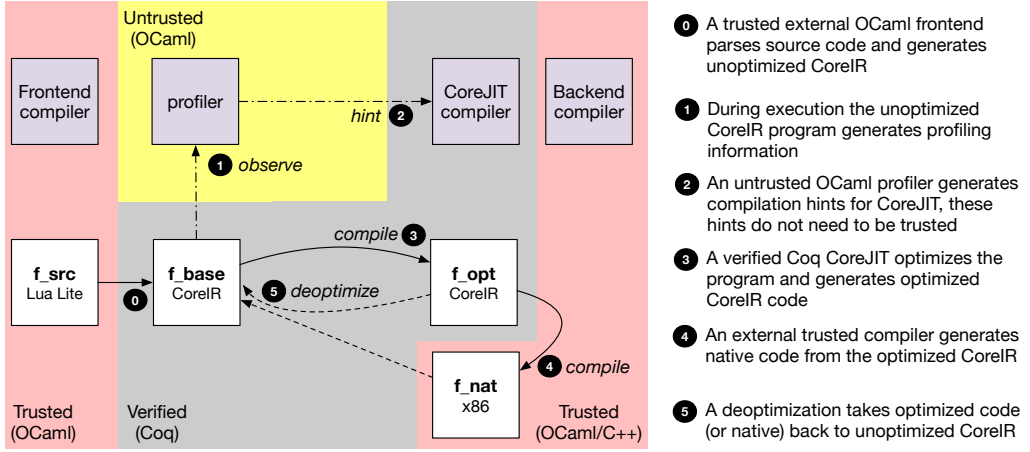 Untrusted
(OCaml)
Frontend
compiler
profiler
hint 2
CoreJIT
compiler
Backend
compiler
1 observe
compile 3
f_src
Lua Lite
0
f_base
CoreIR
5 deoptimize
f_opt
CoreIR
4 compile
f_nat
x86
Trusted
(OCaml)
Verified
(Coq)
Trusted
(OCaml/C++)
0 A trusted external OCaml frontend
parses source code and generates
unoptimized CoreIR
1 During execution the unoptimized
CoreIR program generates profiling
information
2 An untrusted OCaml profiler generates
compilation hints for CoreJIT, these
hints do not need to be trusted
3 A verified Coq CoreJIT optimizes the
program and generates optimized
CoreIR code
4 An external trusted compiler generates
native code from the optimized CoreIR
5 A deoptimization takes optimized code
(or native) back to unoptimized CoreIR